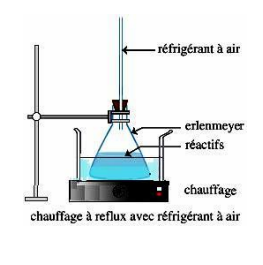 réfrigérant à air
erlenmeyer
réactifs
chauffage
chauffage à reflux avec réfrigérant à air